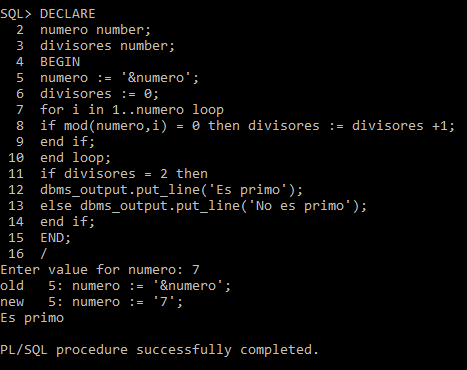 SQL> DECLARE
  2  numero number;
  3  divisores number;
  4  BEGIN
  5  numero := '&numero';
  6  divisores := 0;
  7  for i in 1..numero loop
  8  if mod(numero,i) = 0 then divisores := divisores +1;
  9  end if;
 10  end loop;
 11  if divisores = 2 then
 12  dbms_output.put_line('Es primo');
 13  else dbms_output.put_line('No es primo');
 14  end if;
 15  END;
 16  /
Enter value for numero: 7
old   5: numero := '&numero';
new   5: numero := '7';
Es primo

PL/SQL procedure successfully completed.